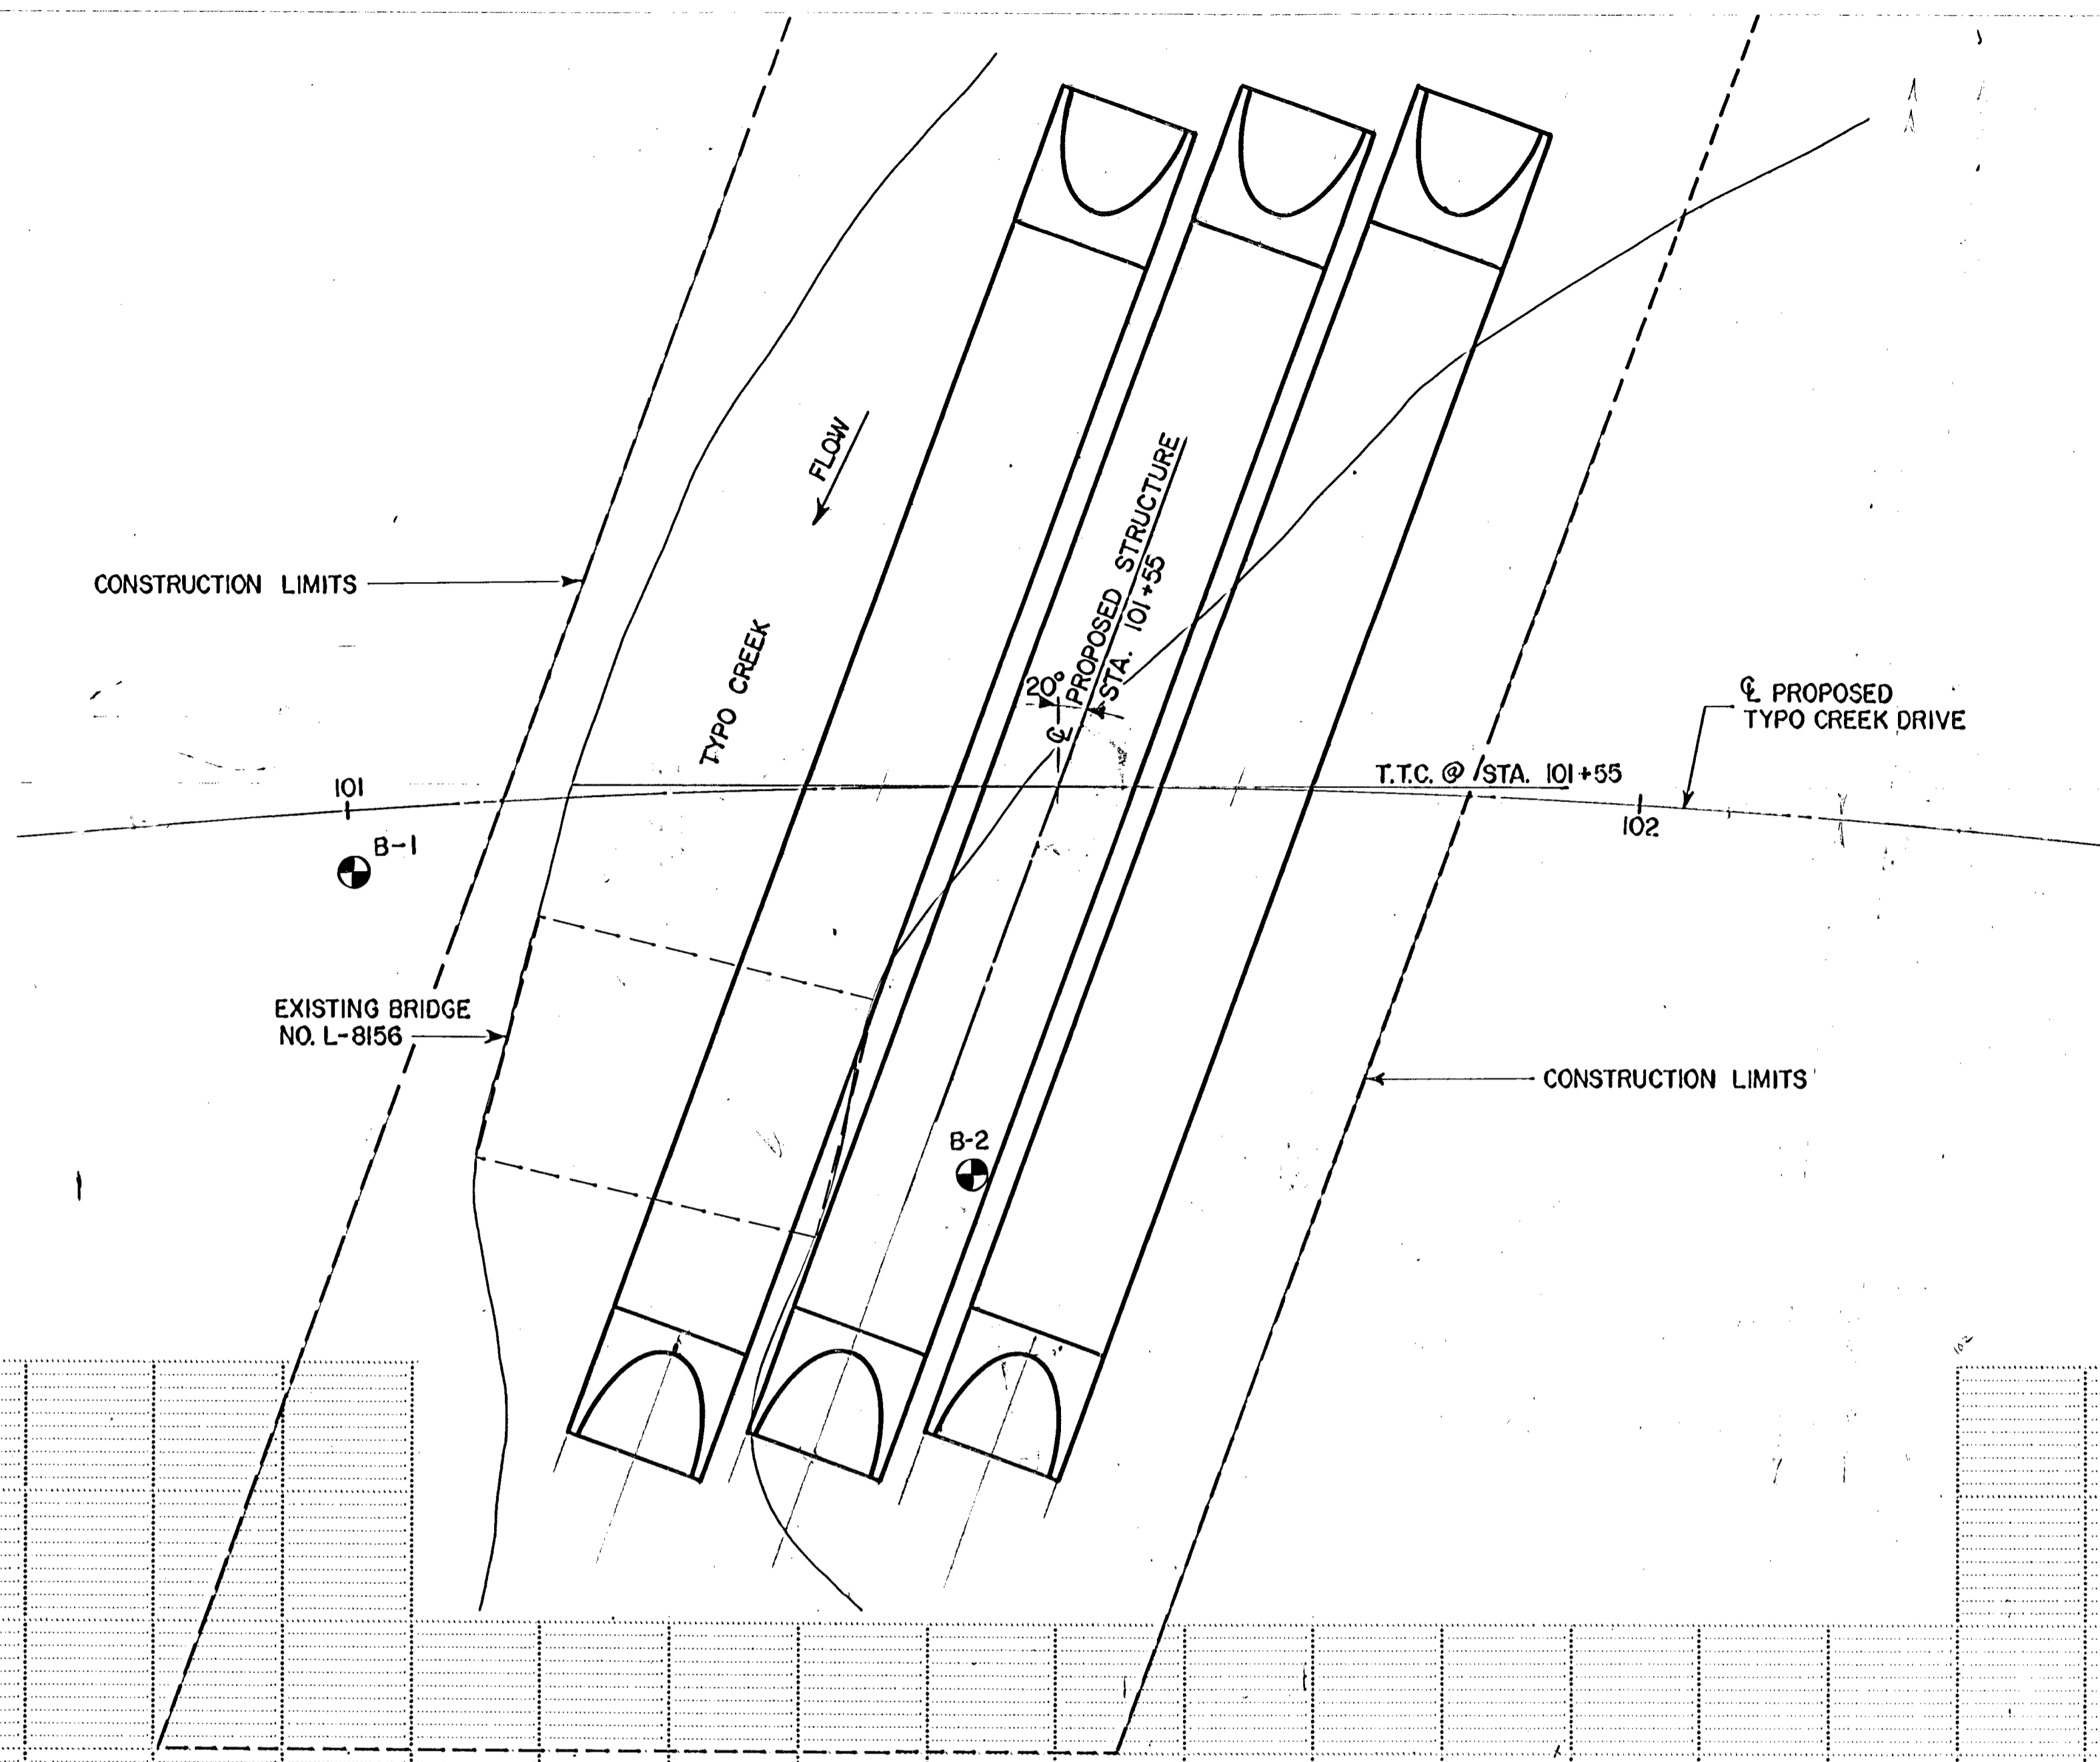 FLOW
PROPOSED STRUCTURE
STA. 101+55
CONSTRUCTION LIMITS
TYPO CREEK
20°
℄
℄ PROPOSED
TYPO CREEK DRIVE
T.T.C. @ STA. 101+55
101
102
B-1
EXISTING BRIDGE
NO. L-8156
CONSTRUCTION LIMITS
B-2
102